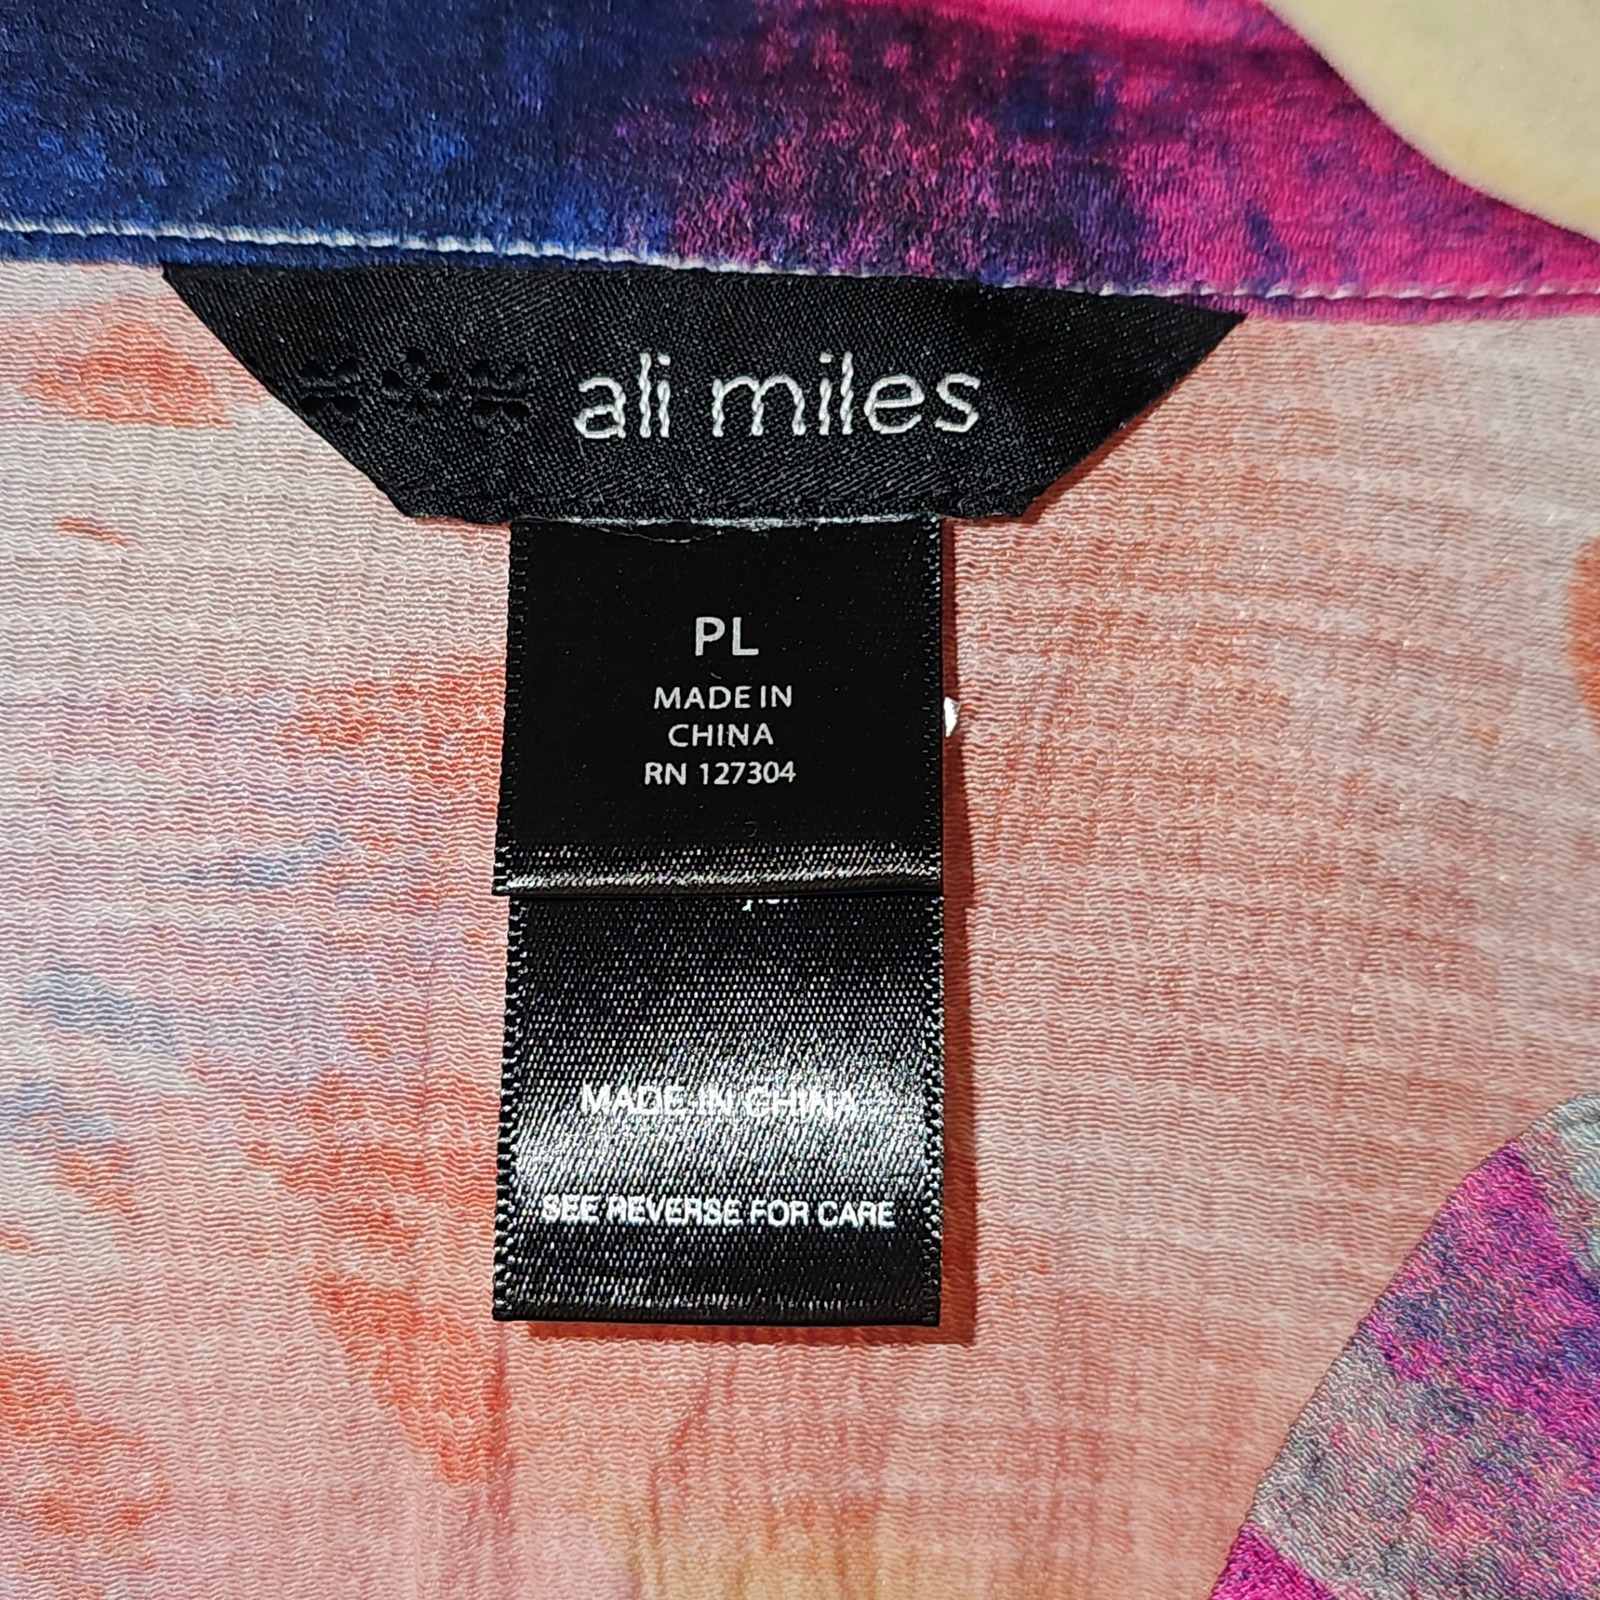 ali miles
PL
MADE IN
CHINA
RN 127304
MADE IN CHINA
SEE REVERSE FOR CARE